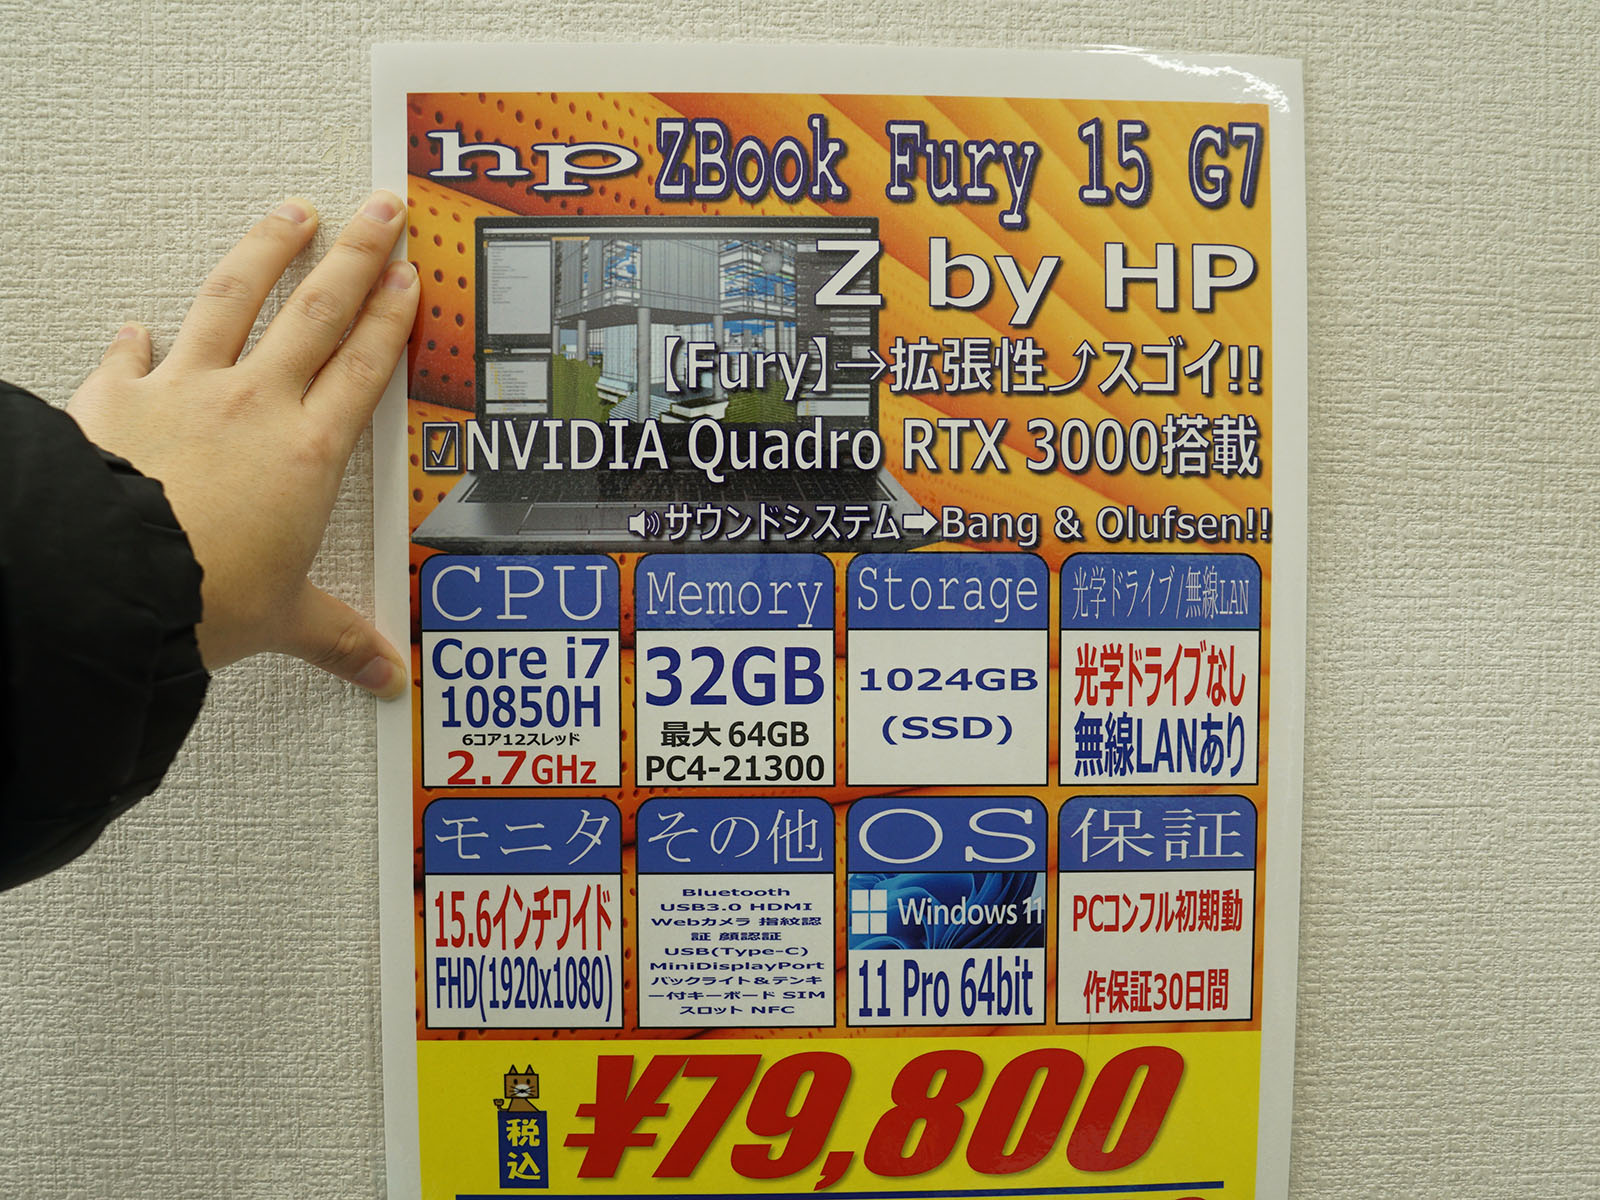 hp ZBook Fury 15 G7
Z by HP
【Fury】→拡張性⤴スゴイ!!
☑NVIDIA Quadro RTX 3000搭載
🔊サウンドシステム➡Bang & Olufsen!!
CPU
Core i7
10850H
6コア12スレッド
2.7GHz
Memory
32GB
最大 64GB
PC4-21300
Storage
1024GB
(SSD)
光学ドライブ/無線LAN
光学ドライブなし
無線LANあり
モニタ
15.6インチワイド
FHD(1920x1080)
その他
Bluetooth
USB3.0 HDMI
Webカメラ 指紋認
証 顔認証
USB(Type-C)
MiniDisplayPort
バックライト&テンキ
ー付キーボード SIM
スロット NFC
OS
Windows 11
11 Pro 64bit
保証
PCコンフル初期動
作保証30日間
税込
¥79,800